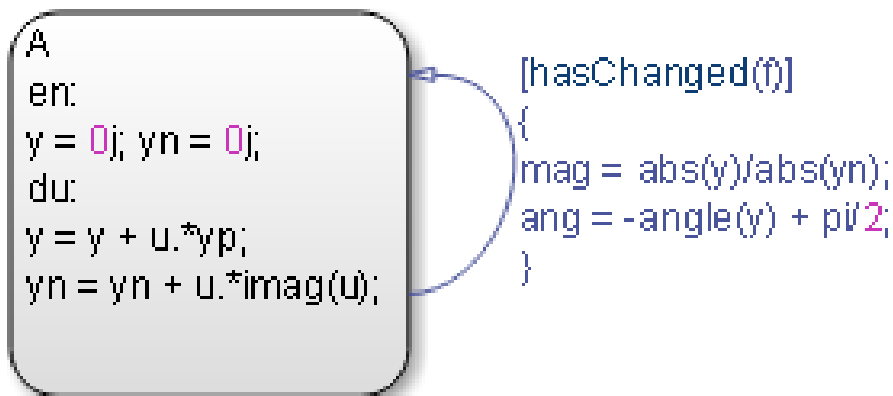 A
en:
y = 0j; yn = 0j;
du:
y = y + u.*yp;
yn = yn + u.*imag(u);
[hasChanged(f)]
{
mag = abs(y)/abs(yn);
ang = -angle(y) + pi/2;
}